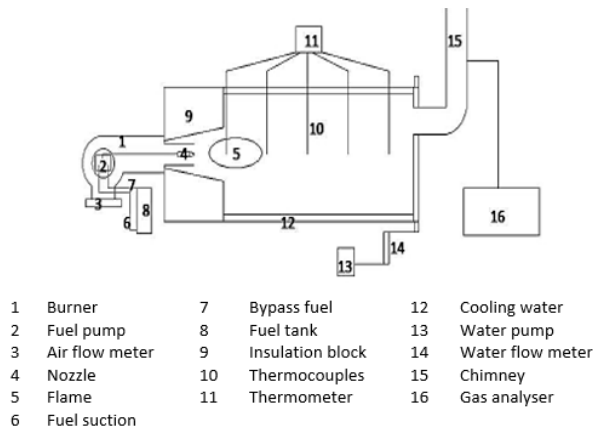 11
15
9
10
1
4
5
2
7
3
6
8
12
16
14
13
1 Burner 7 Bypass fuel 12 Cooling water
2 Fuel pump 8 Fuel tank 13 Water pump
3 Air flow meter 9 Insulation block 14 Water flow meter
4 Nozzle 10 Thermocouples 15 Chimney
5 Flame 11 Thermometer 16 Gas analyser
6 Fuel suction